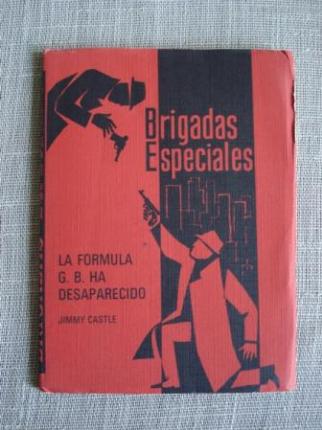 Brigadas
Especiales
LA FORMULA
G. B. HA
DESAPARECIDO
JIMMY CASTLE